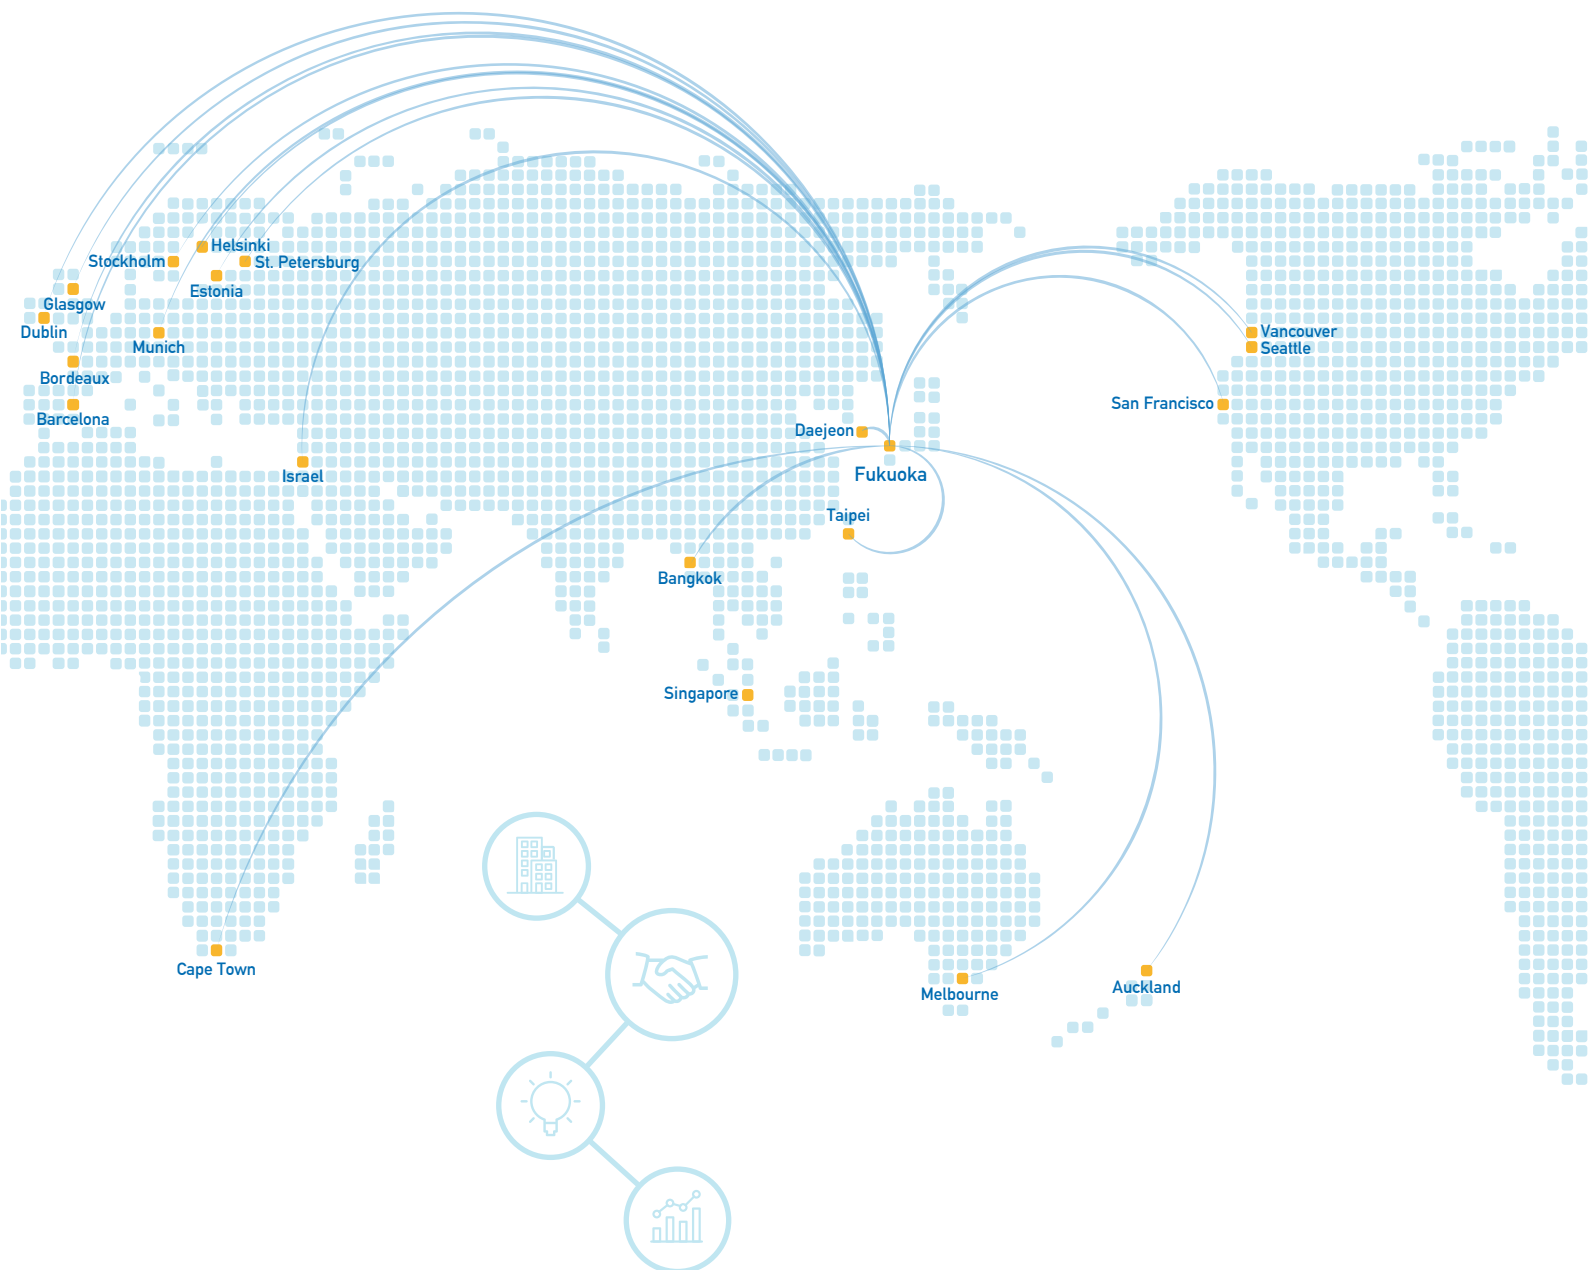 Helsinki
Stockholm
St. Petersburg
Estonia
Glasgow
Dublin
Munich
Bordeaux
Barcelona
Israel
Vancouver
Seattle
San Francisco
Daejeon
Fukuoka
Taipei
Bangkok
Singapore
Cape Town
Melbourne
Auckland